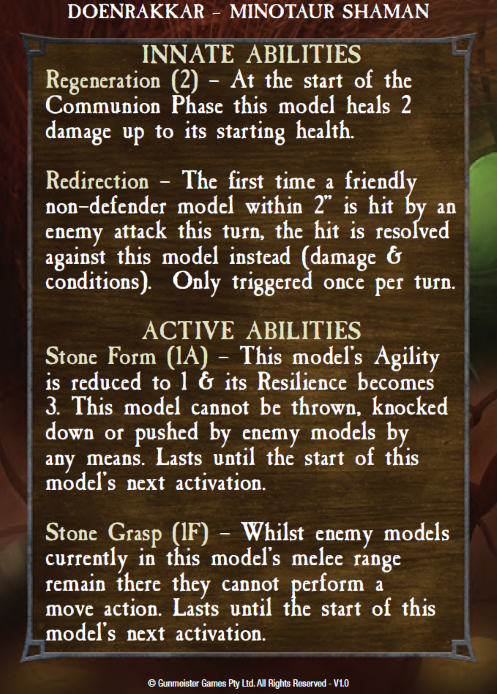 DOENRAKKAR - MINOTAUR SHAMAN
INNATE ABILITIES
Regeneration (2) - At the start of the
Communion Phase this model heals 2
damage up to its starting health.
Redirection - The first time a friendly
non-defender model within 2" is hit by an
enemy attack this turn, the hit is resolved
against this model instead (damage &
conditions). Only triggered once per turn.
ACTIVE ABILITIES
Stone Form (1A) - This model's Agility
is reduced to 1 & its Resilience becomes
3. This model cannot be thrown, knocked
down or pushed by enemy models by
any means. Lasts until the start of this
model's next activation.
Stone Grasp (1F) - Whilst enemy models
currently in this model's melee range
remain there they cannot perform a
move action. Lasts until the start of this
model's next activation.
© Gunmeister Games Pty Ltd. All Rights Reserved - V1.0